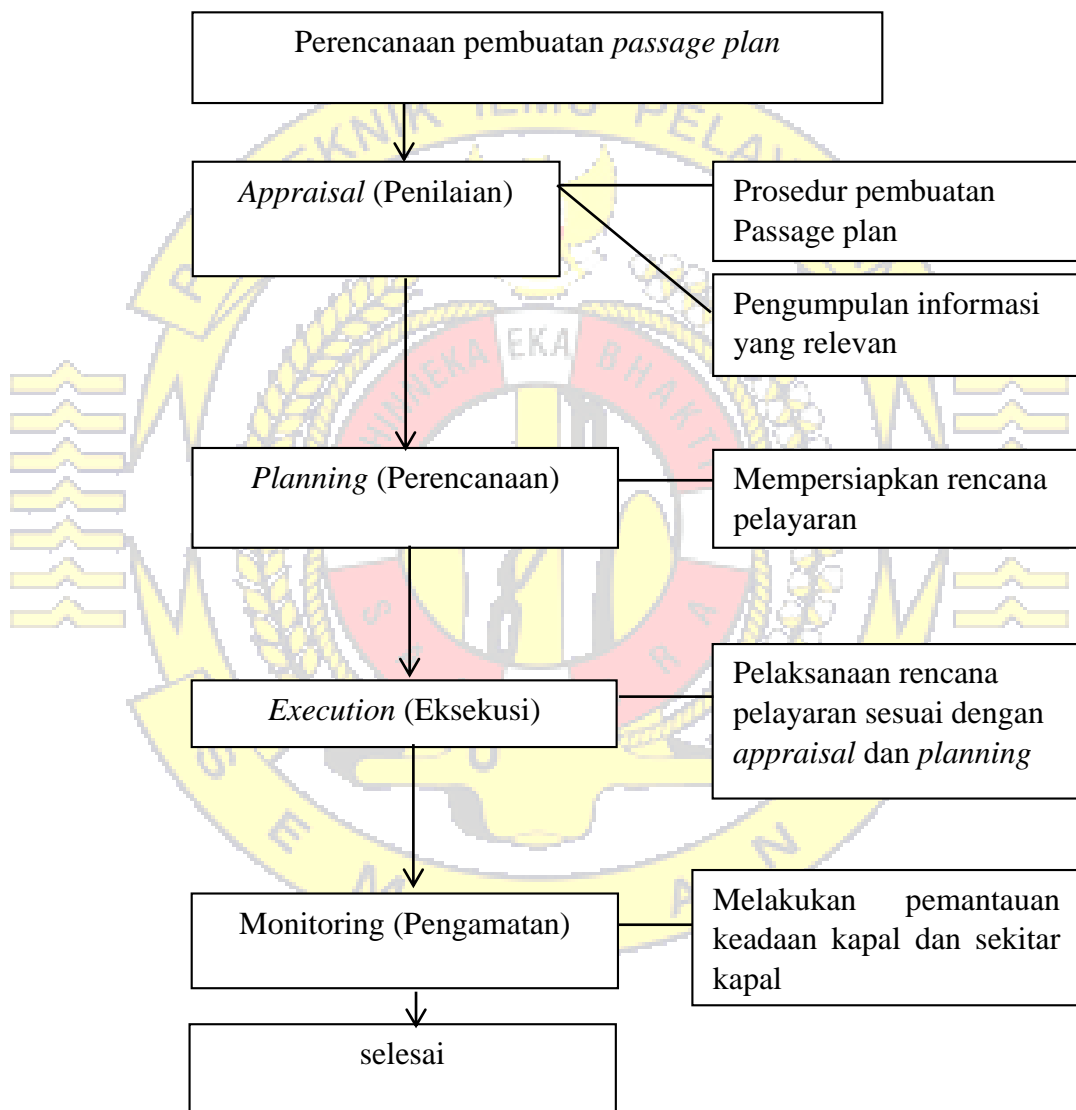 Perencanaan pembuatan passage plan
Appraisal (Penilaian)
Prosedur pembuatan
Passage plan
Pengumpulan informasi
yang relevan
Planning (Perencanaan)
Mempersiapkan rencana
pelayaran
Execution (Eksekusi)
Pelaksanaan rencana
pelayaran sesuai dengan
appraisal dan planning
Monitoring (Pengamatan)
Melakukan pemantauan
keadaan kapal dan sekitar
kapal
selesai
EKA
BHAKTI